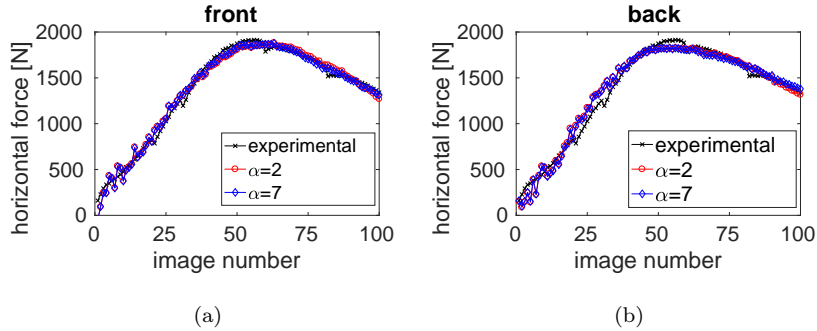 front
horizontal force [N]
2000
1500
1000
500
0
0 25 50 75 100
image number
experimental
α=2
α=7
(a)
back
horizontal force [N]
2000
1500
1000
500
0
0 25 50 75 100
image number
experimental
α=2
α=7
(b)